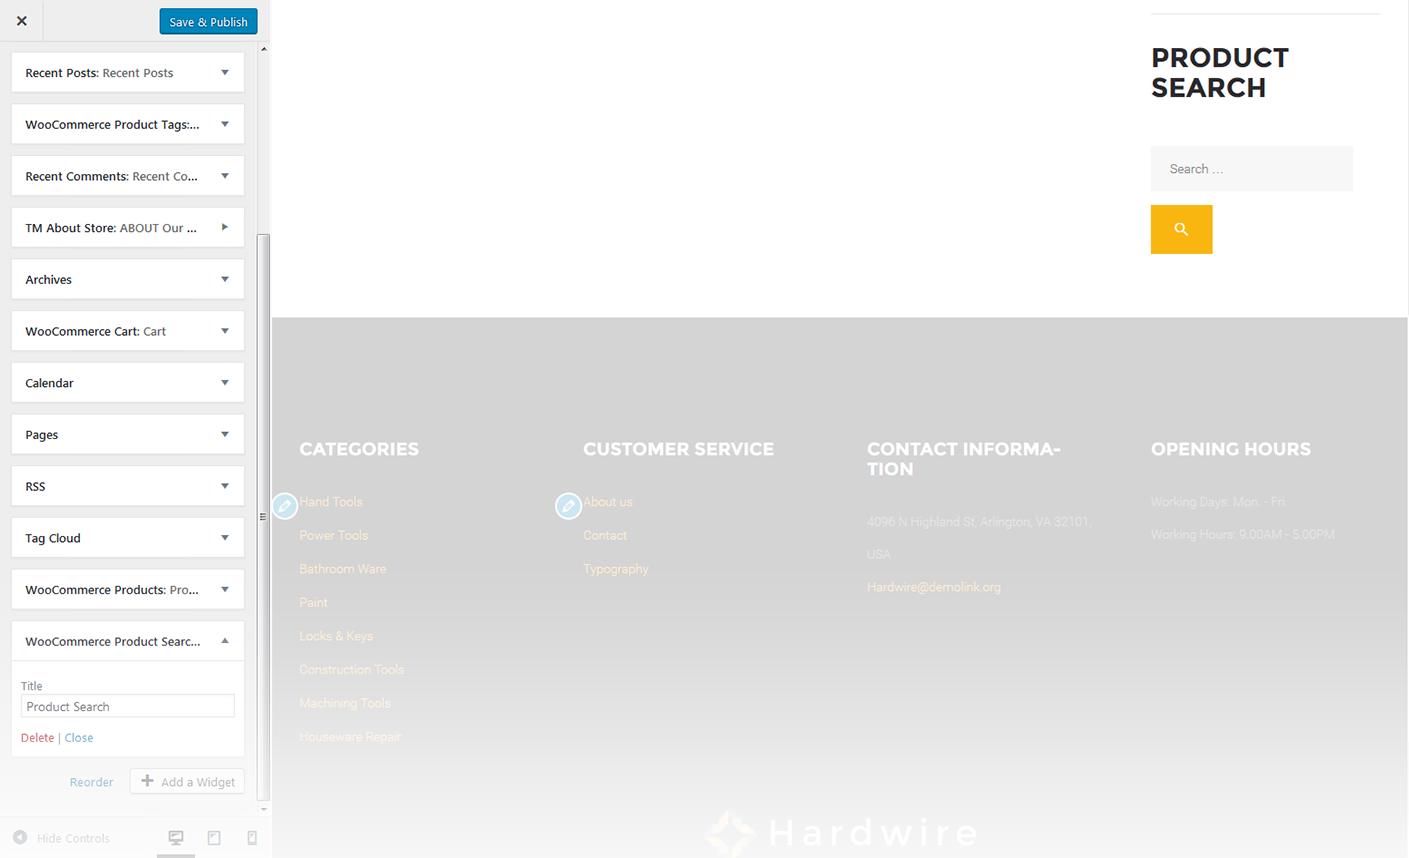 Save & Publish
Recent Posts: Recent Posts
WooCommerce Product Tags:...
Recent Comments: Recent Co...
TM About Store: ABOUT Our ...
Archives
WooCommerce Cart: Cart
Calendar
Pages
RSS
Tag Cloud
WooCommerce Products: Pro...
WooCommerce Product Searc...
Title
Product Search
Delete | Close
Reorder
Add a Widget
Hide Controls
PRODUCT
SEARCH
Search …
CATEGORIES
Hand Tools
Power Tools
Bathroom Ware
Paint
Locks & Keys
Construction Tools
Machining Tools
Houseware Repair
CUSTOMER SERVICE
About us
Contact
Typography
CONTACT INFORMA-
TION
4096 N Highland St, Arlington, VA 32101,
USA
Hardwire@demolink.org
OPENING HOURS
Working Days: Mon. - Fri.
Working Hours: 9.00AM - 5.00PM
Hardwire